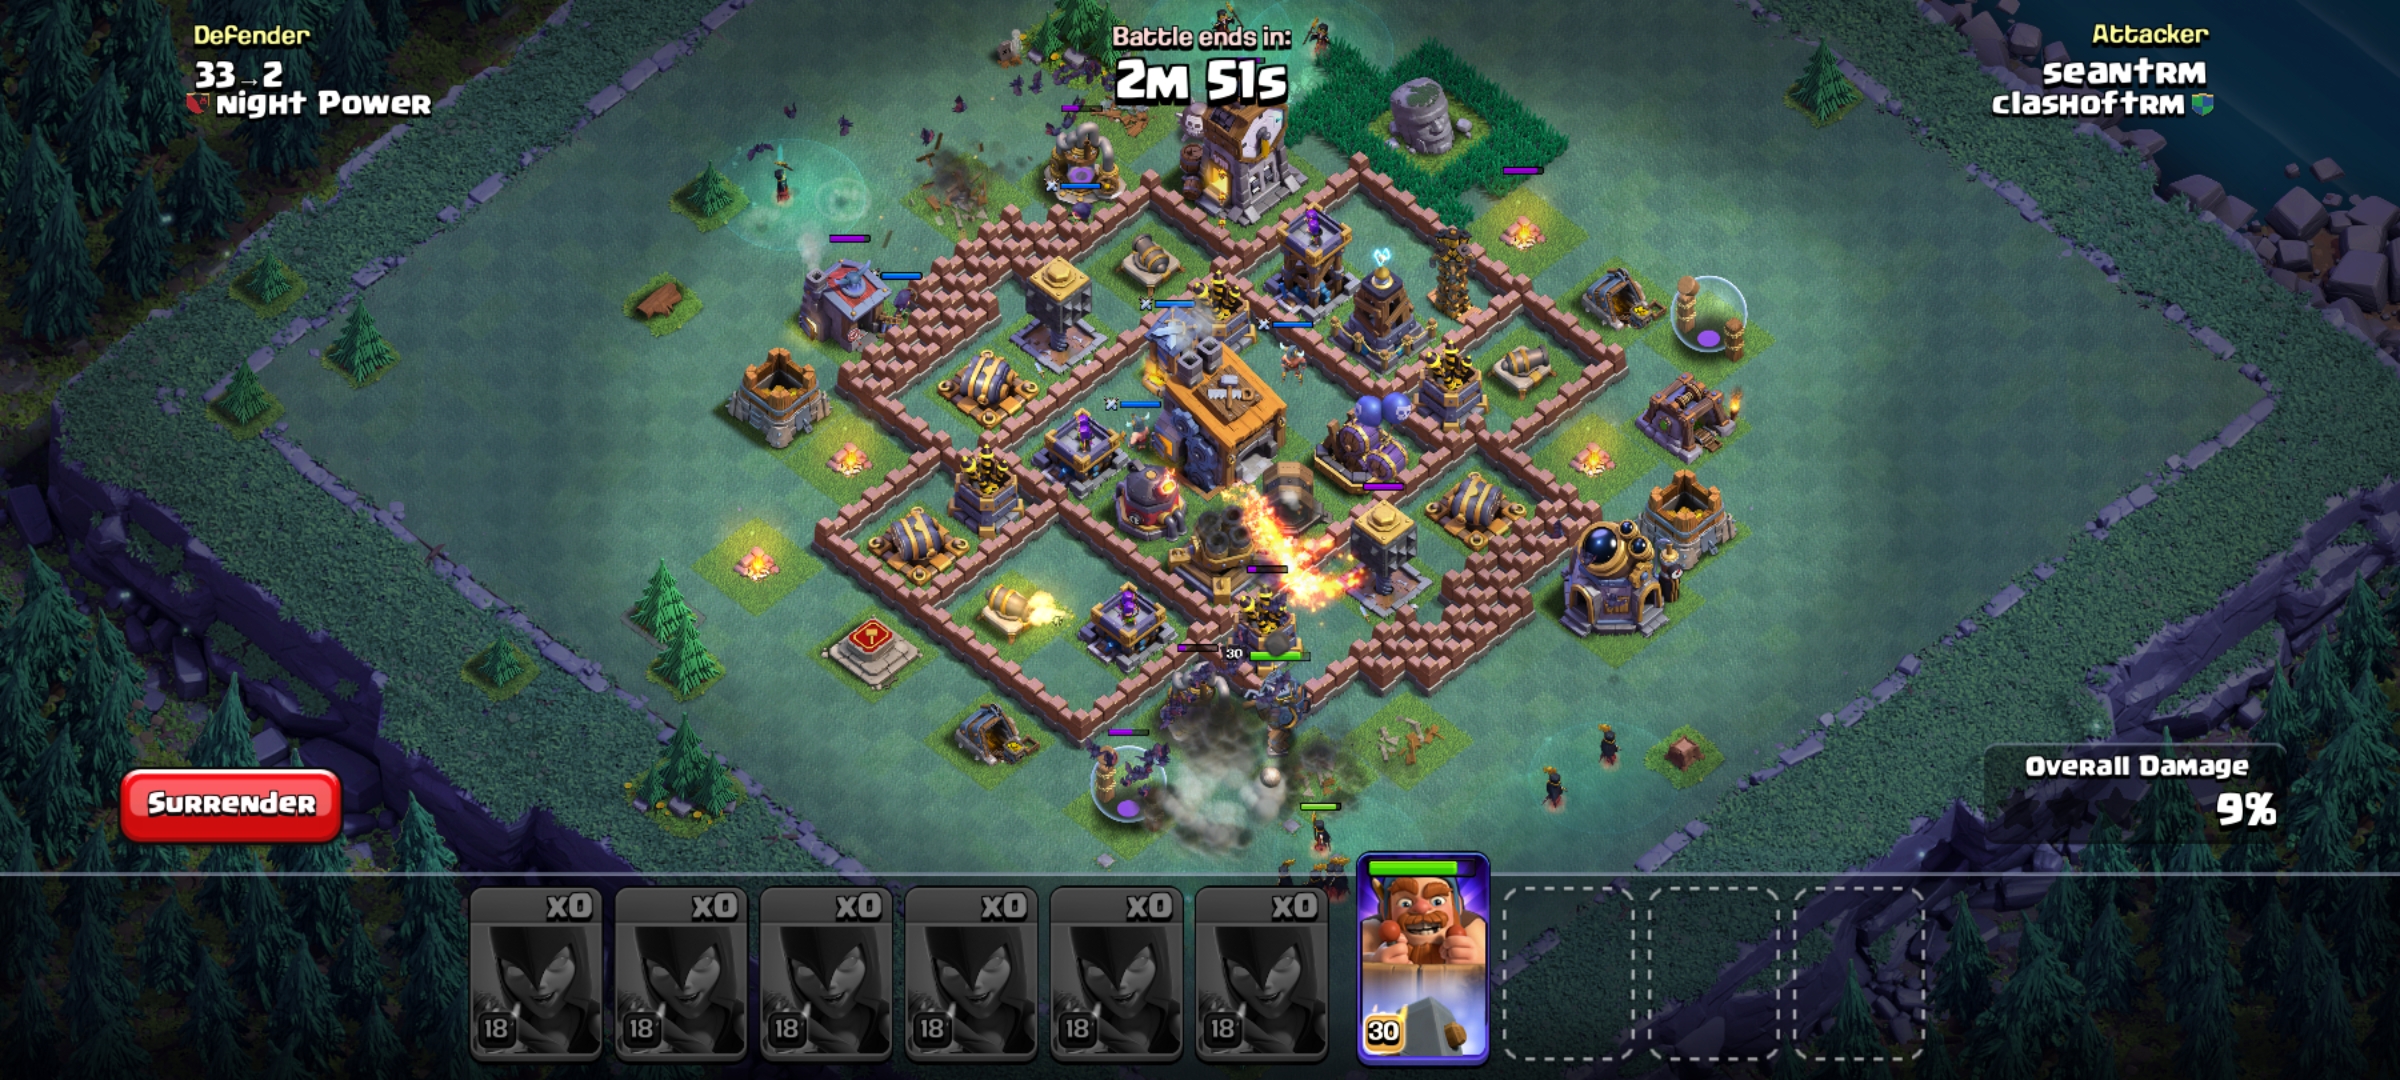 Defender
33→2
Night Power
Battle ends in:
2M 51s
Attacker
seantRM
clashoftRM
30
Surrender
Overall Damage
9%
x0
x0
x0
x0
x0
x0
18
18
18
18
18
18
30